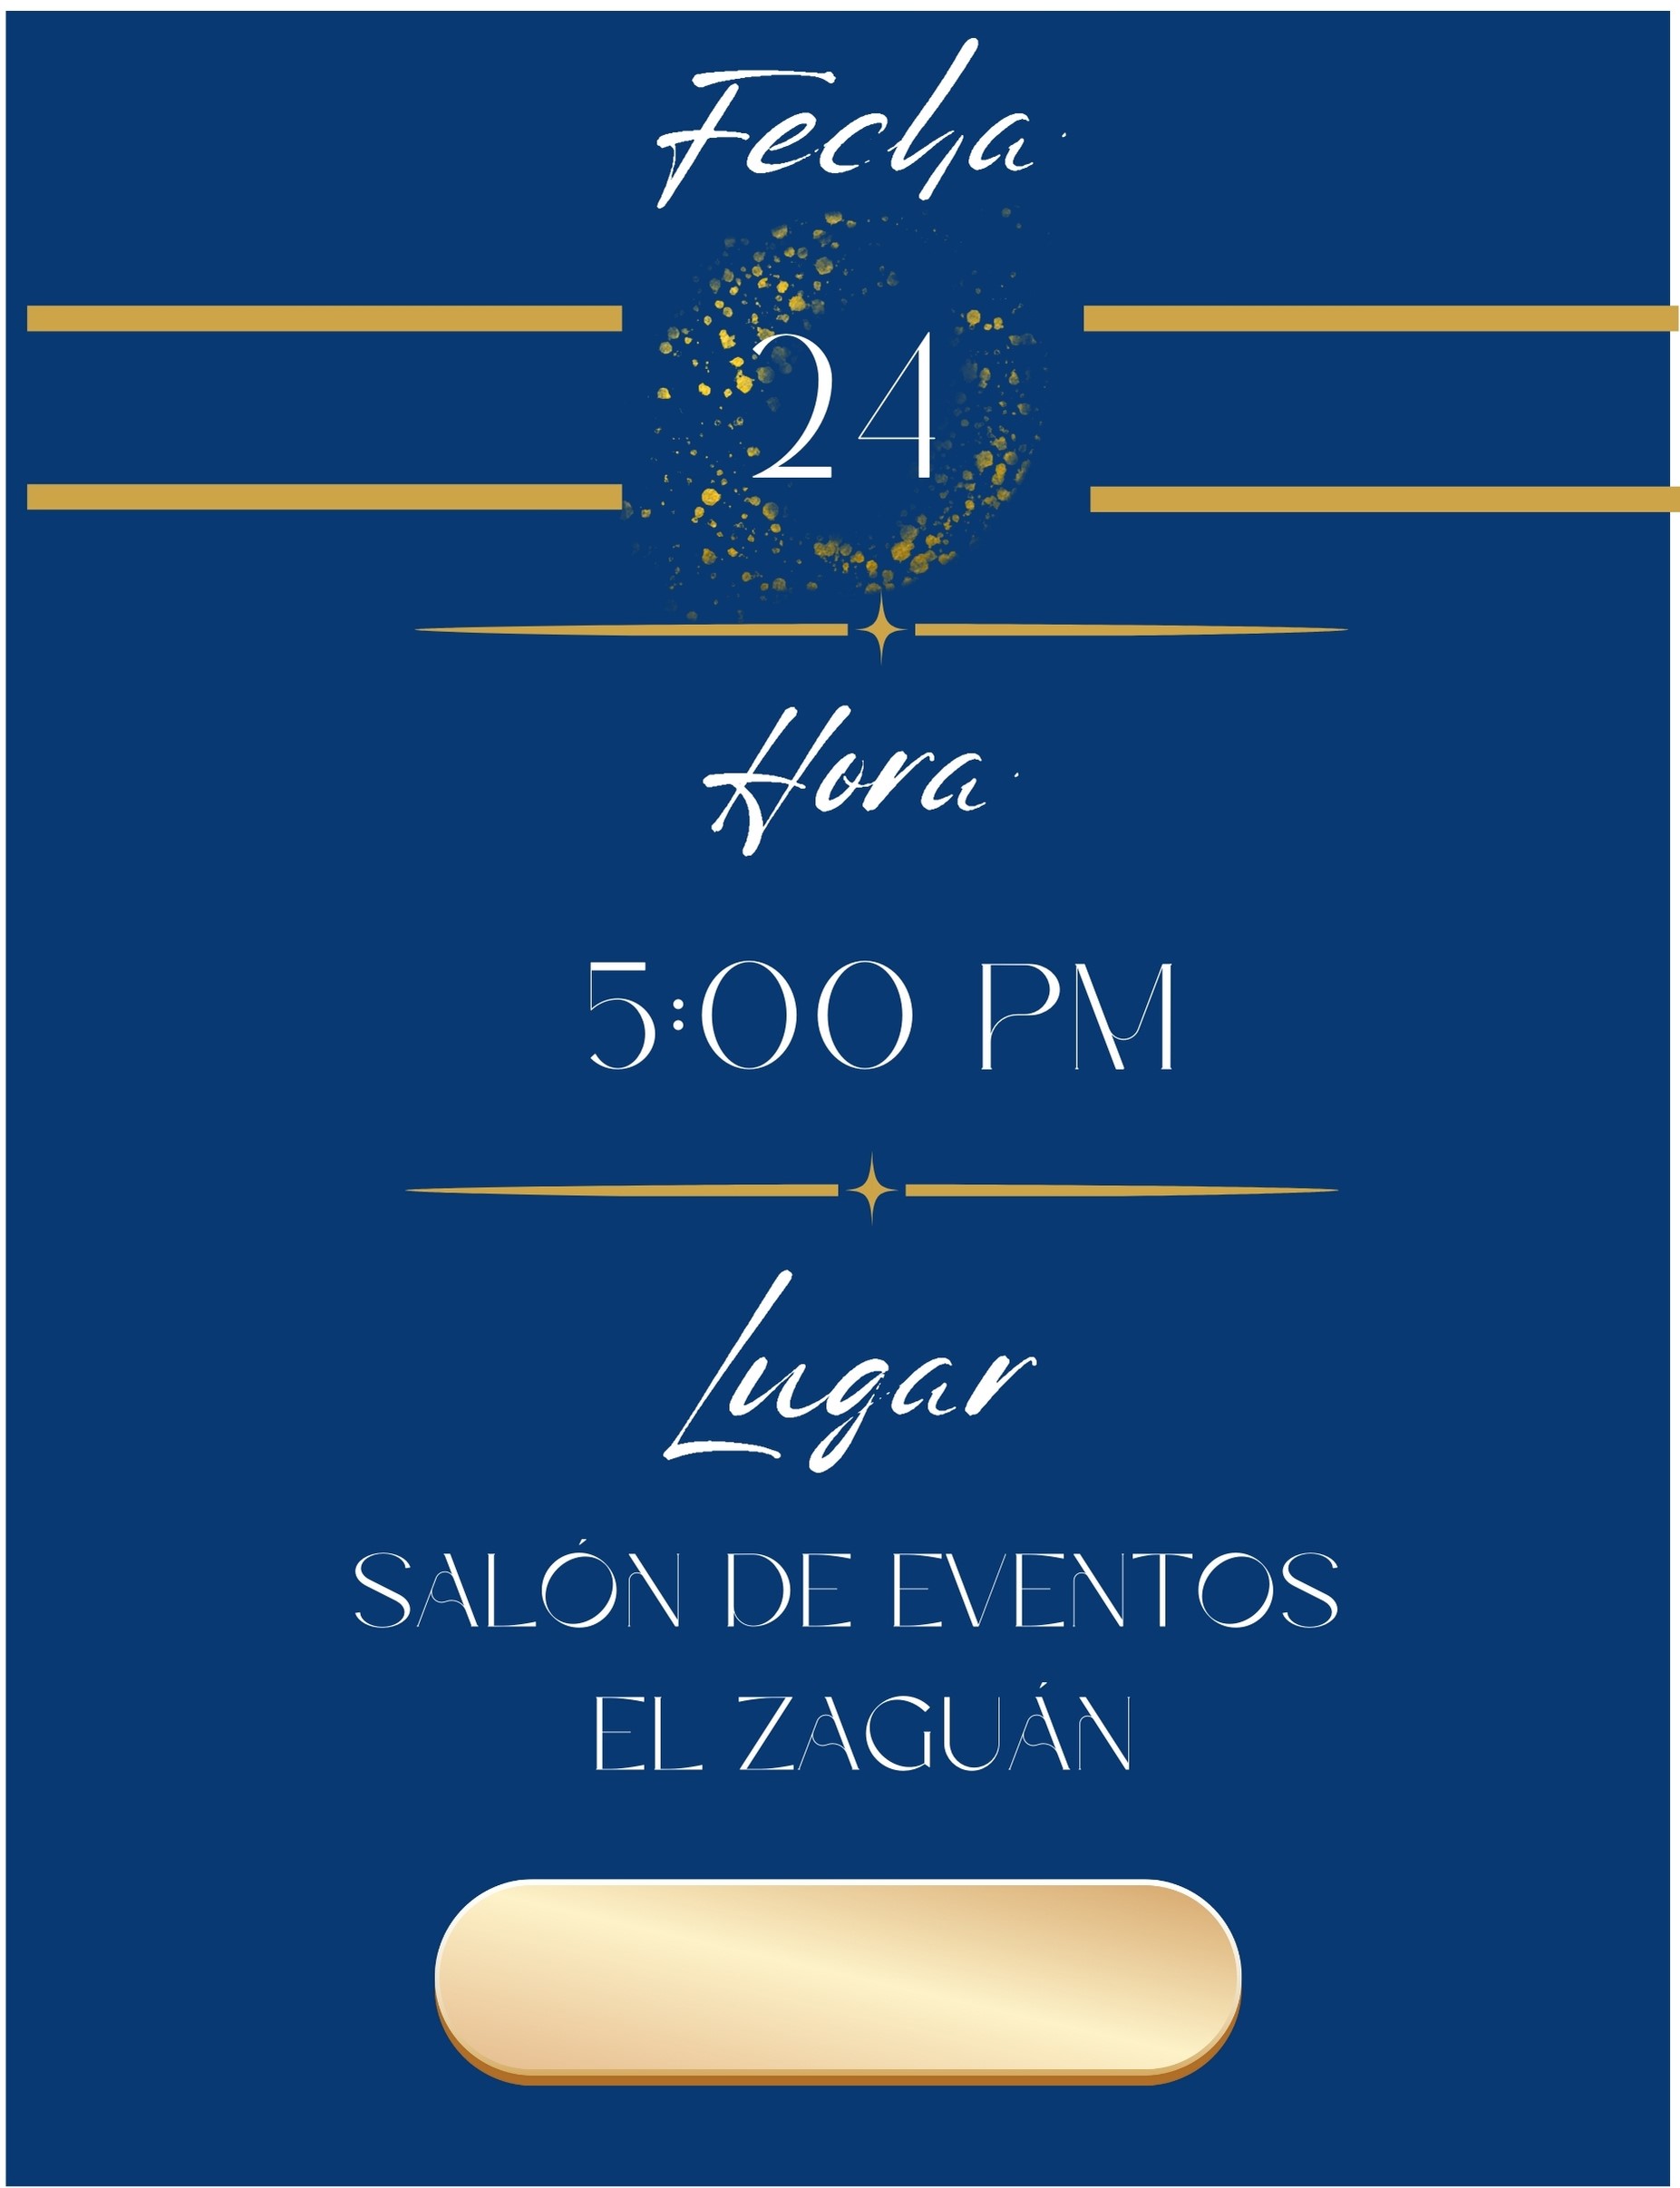 Fecha
24
Hora
5:00 PM
Lugar
SALÓN DE EVENTOS
EL ZAGUÁN